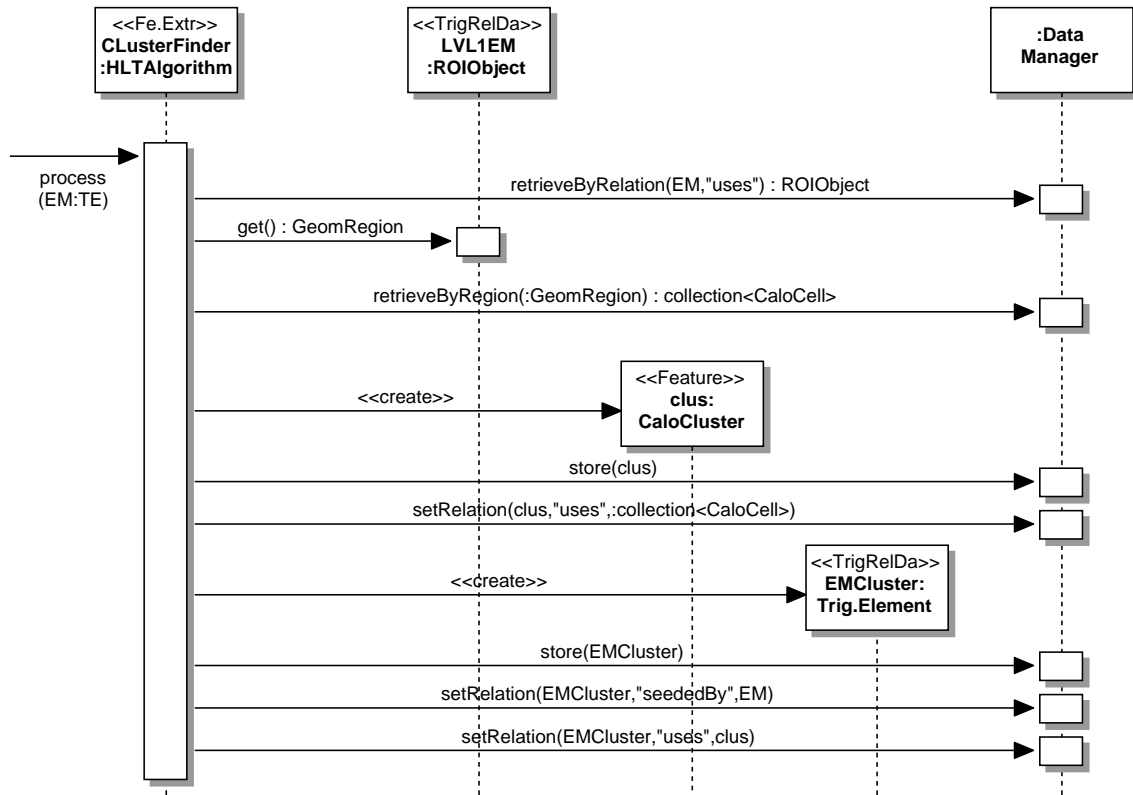 <<Fe.Extr>>
CLusterFinder
:HLTAlgorithm
<<TrigRelDa>>
LVL1EM
:ROIObject
:Data
Manager
process
(EM:TE)
retrieveByRelation(EM,"uses") : ROIObject
get() : GeomRegion
retrieveByRegion(:GeomRegion) : collection<CaloCell>
<<create>>
<<Feature>>
clus:
CaloCluster
store(clus)
setRelation(clus,"uses",:collection<CaloCell>)
<<create>>
<<TrigRelDa>>
EMCluster:
Trig.Element
store(EMCluster)
setRelation(EMCluster,"seededBy",EM)
setRelation(EMCluster,"uses",clus)